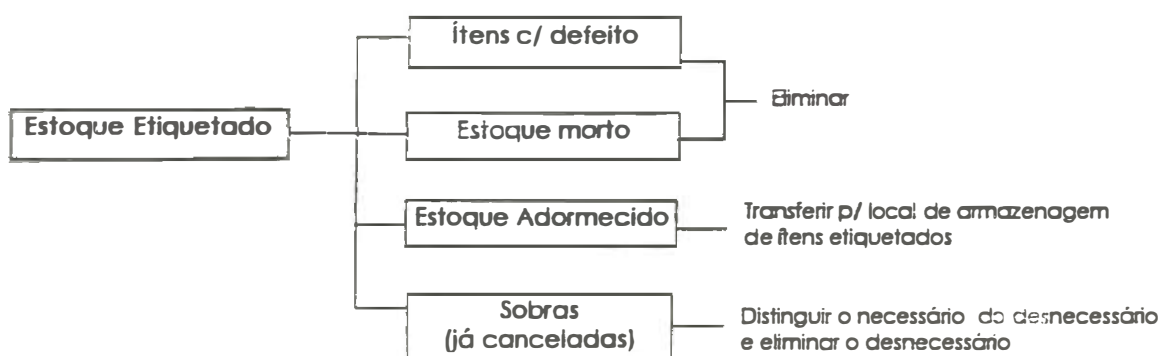 Ítens c/ defeito
Eliminar
Estoque Etiquetado
Estoque morto
Estoque Adormecido
Transferir p/ local de armazenagem
de ítens etiquetados
Sobras
(já canceladas)
Distinguir o necessário do desnecessário
e eliminar o desnecessário